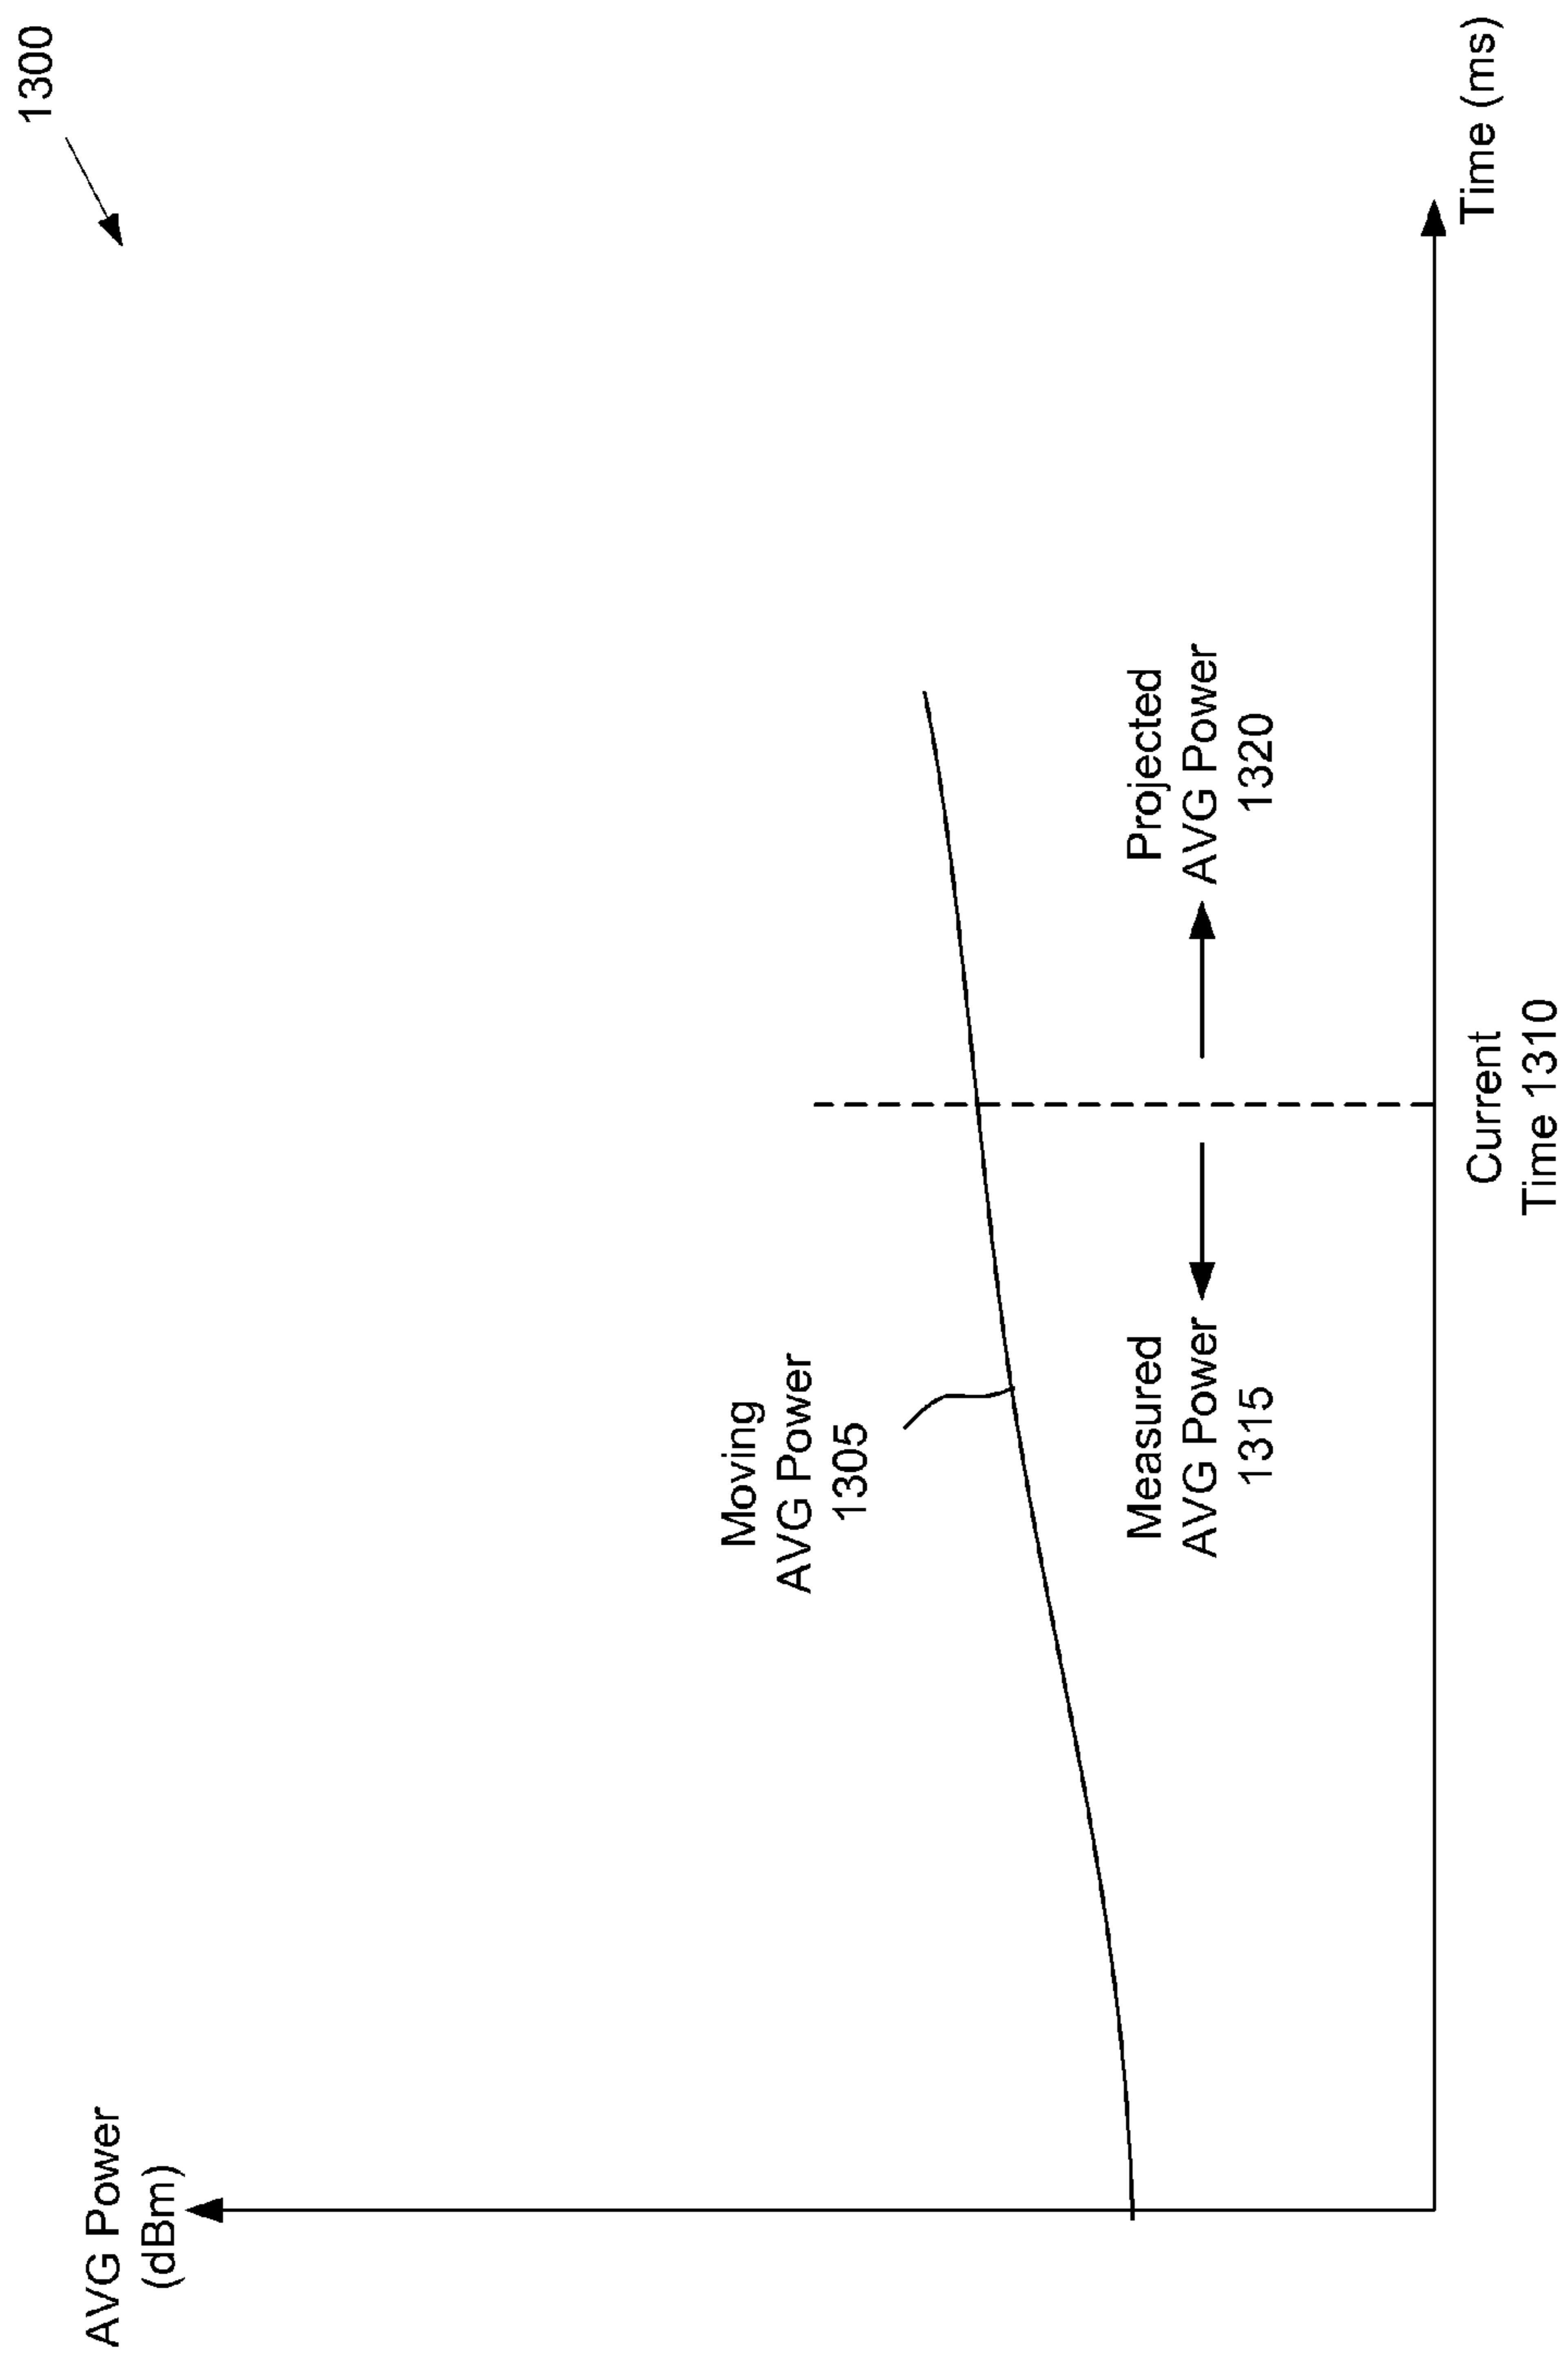 1300
AVG Power
(dBm)
Moving
AVG Power
1305
Measured
AVG Power
1315
Projected
AVG Power
1320
Current
Time 1310
Time (ms)